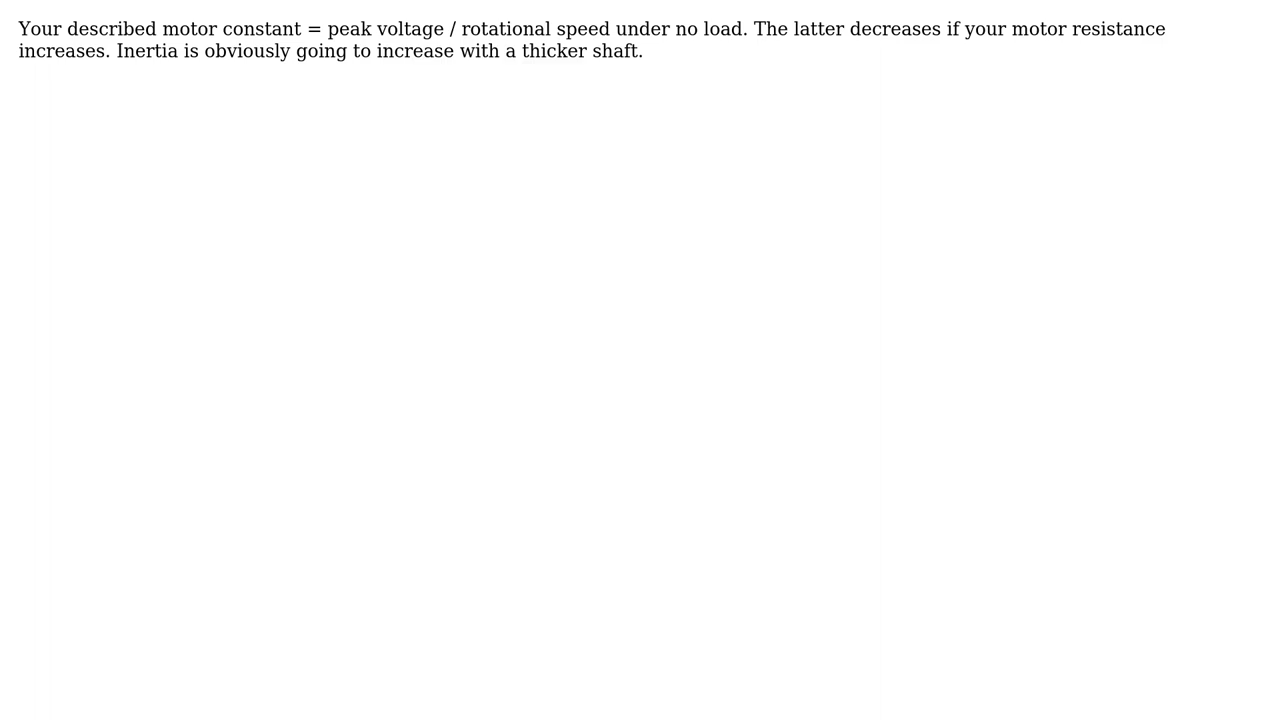 Your described motor constant = peak voltage / rotational speed under no load. The latter decreases if your motor resistance
increases. Inertia is obviously going to increase with a thicker shaft.